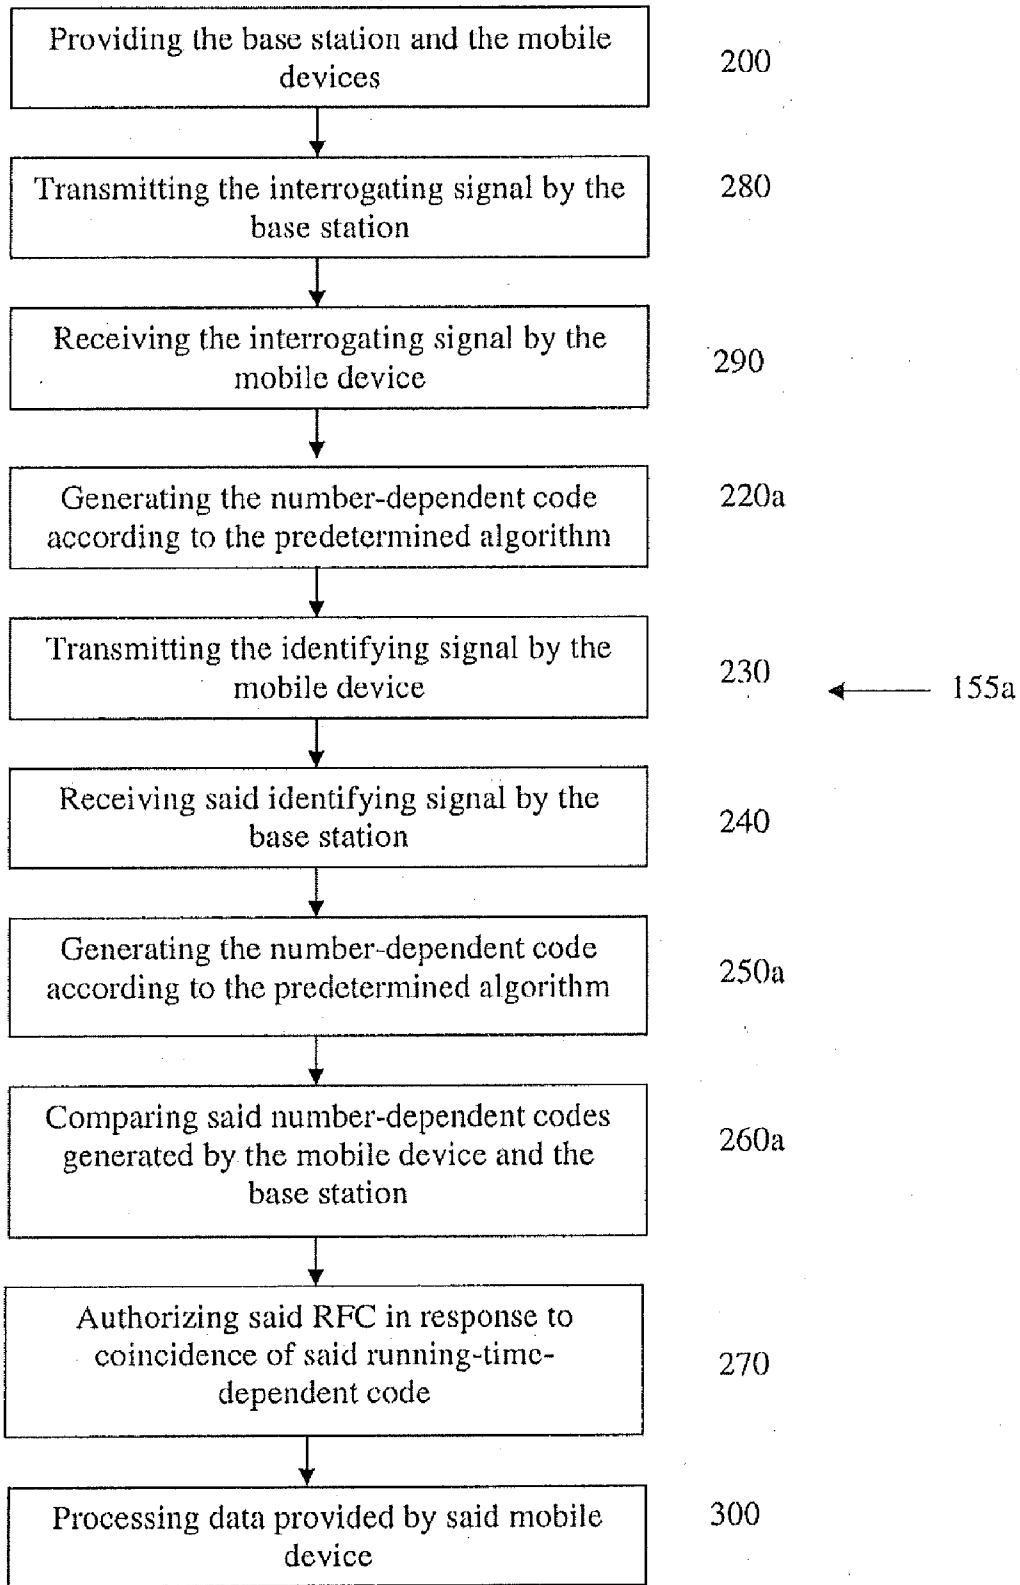 Providing the base station and the mobile
devices
200
Transmitting the interrogating signal by the
base station
280
Receiving the interrogating signal by the
mobile device
290
Generating the number-dependent code
according to the predetermined algorithm
220a
Transmitting the identifying signal by the
mobile device
230
155a
Receiving said identifying signal by the
base station
240
Generating the number-dependent code
according to the predetermined algorithm
250a
Comparing said number-dependent codes
generated by the mobile device and the
base station
260a
Authorizing said RFC in response to
coincidence of said running-time-
dependent code
270
Processing data provided by said mobile
device
300